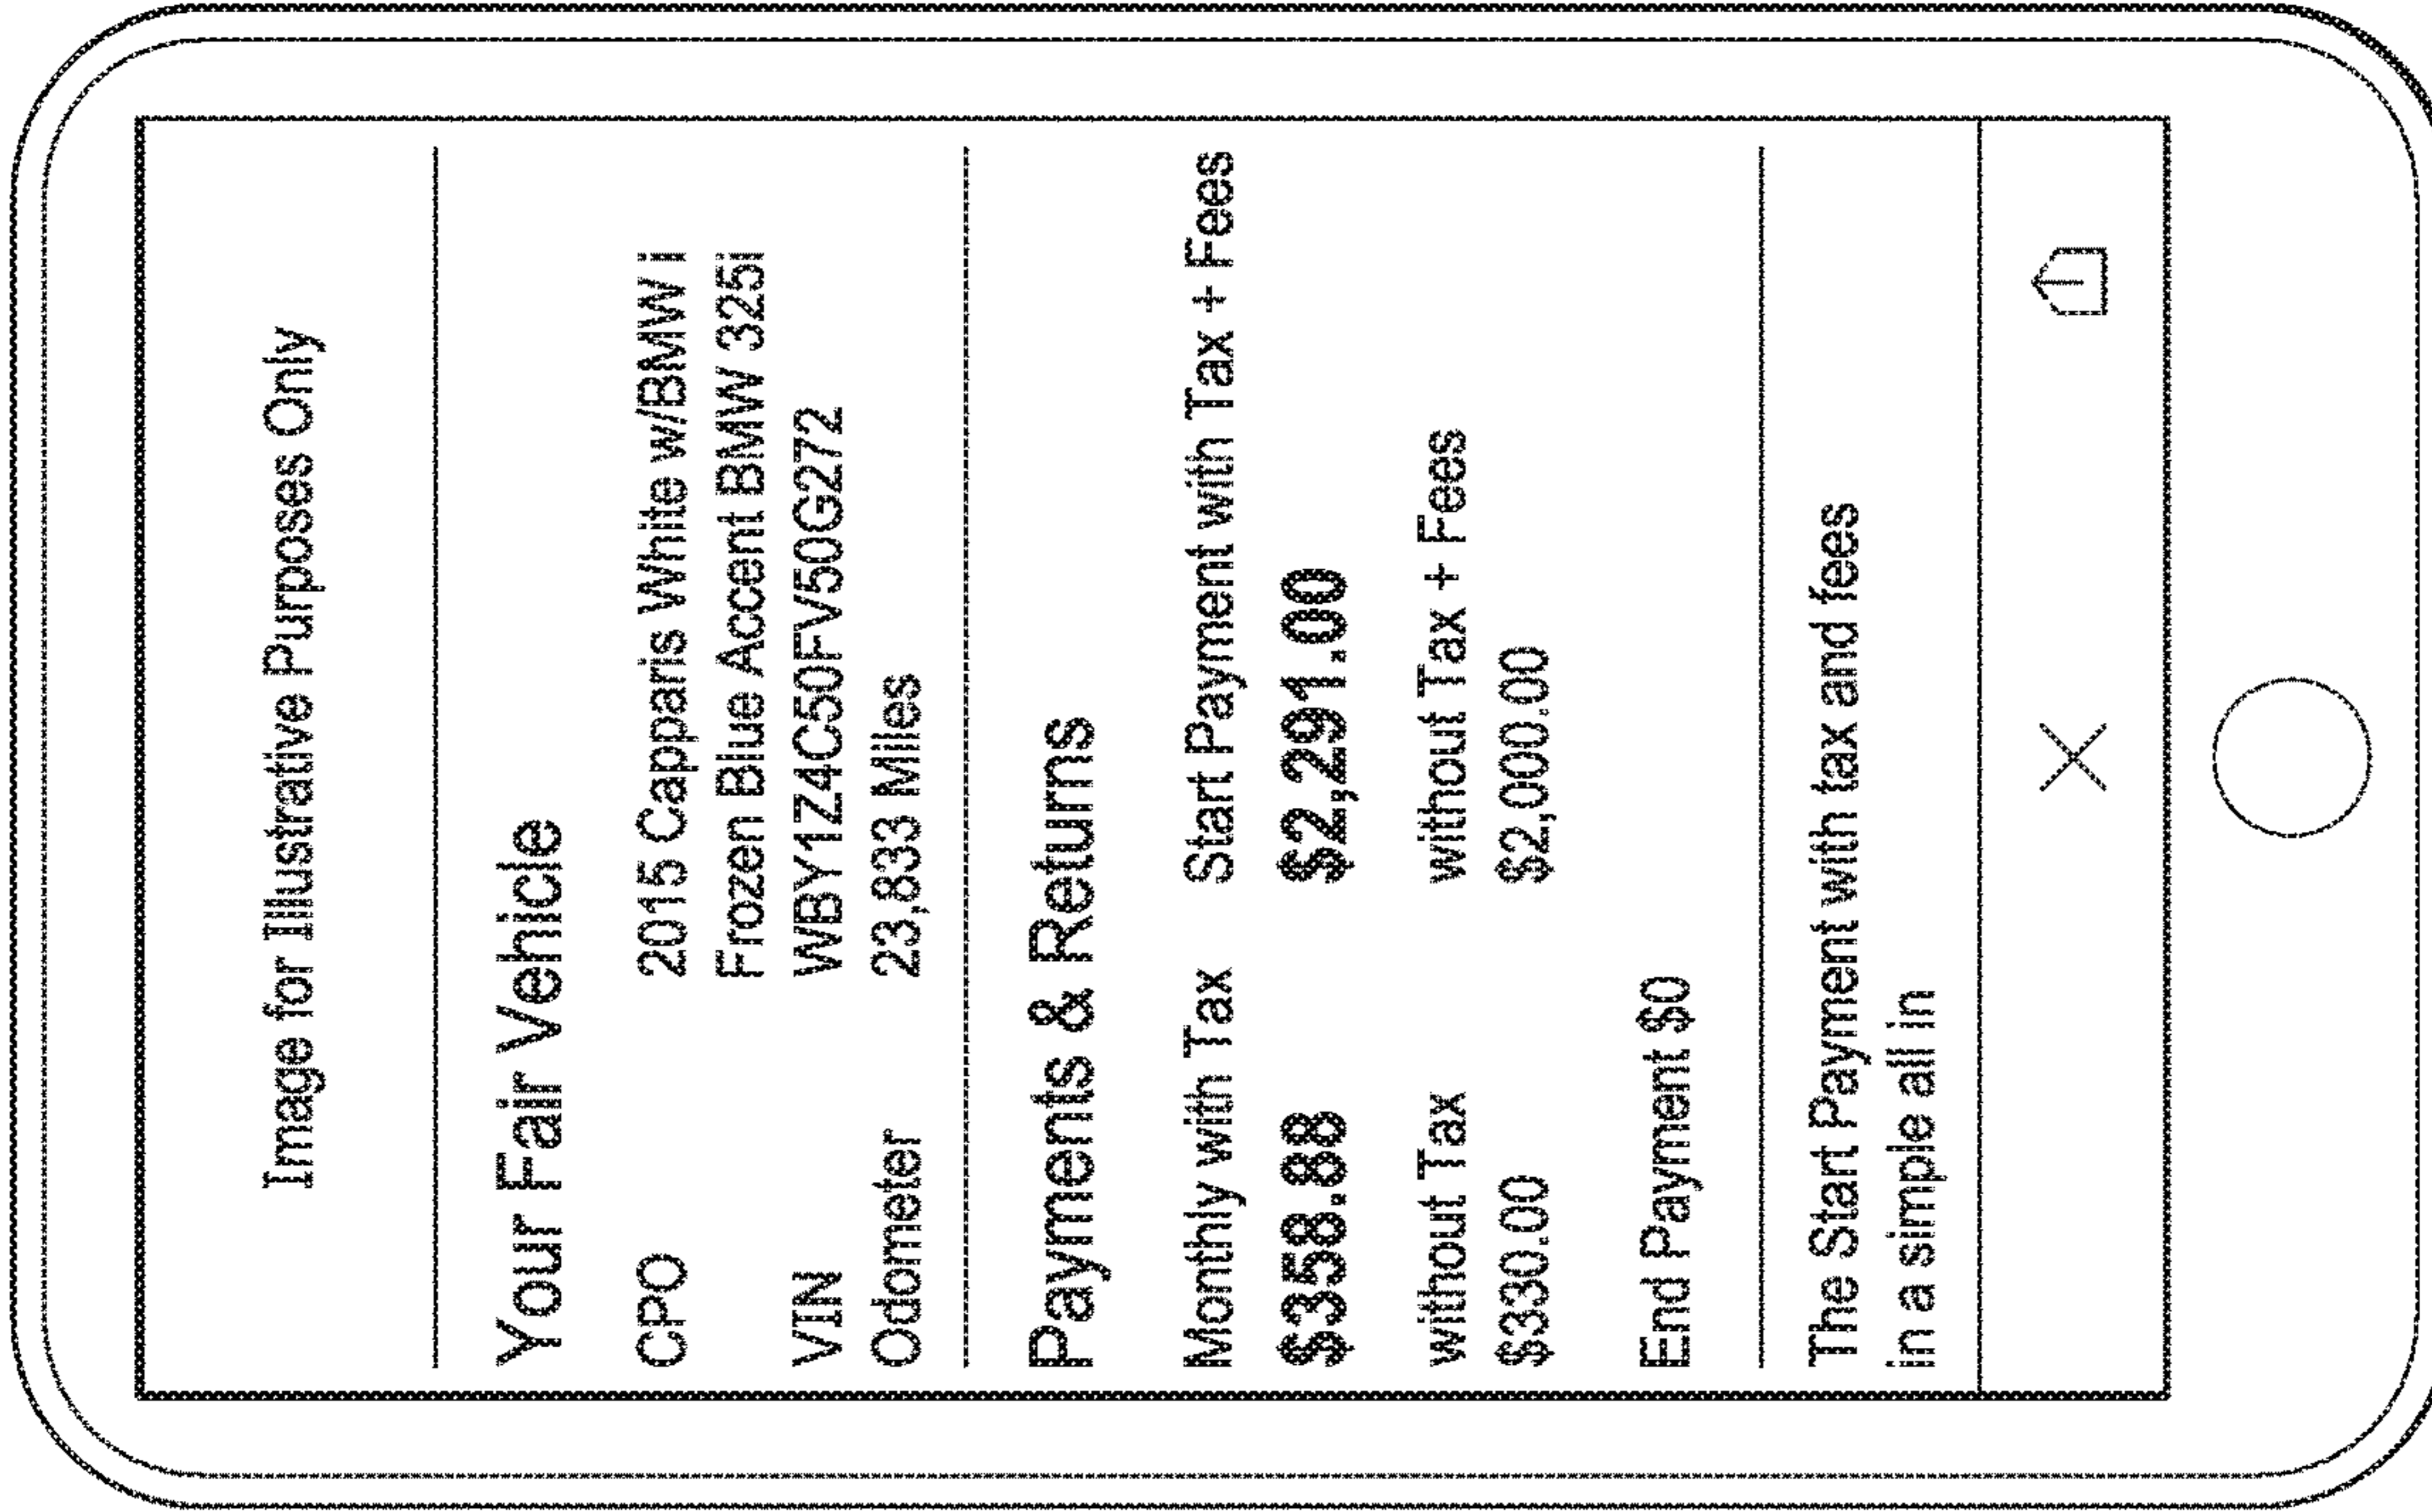 Image for Illustrative Purposes Only
Your Fair Vehicle
CPO 2015 Capparis White w/BMW i
Frozen Blue Accent BMW 325i
VIN WBY1Z4C50FV50G272
Odometer 23,833 Miles
Payments & Returns
Monthly with Tax Start Payment with Tax + Fees
$358.88 $2,291.00
without Tax without Tax + Fees
$330.00 $2,000.00
End Payment $0
The Start Payment with tax and fees
in a simple all in